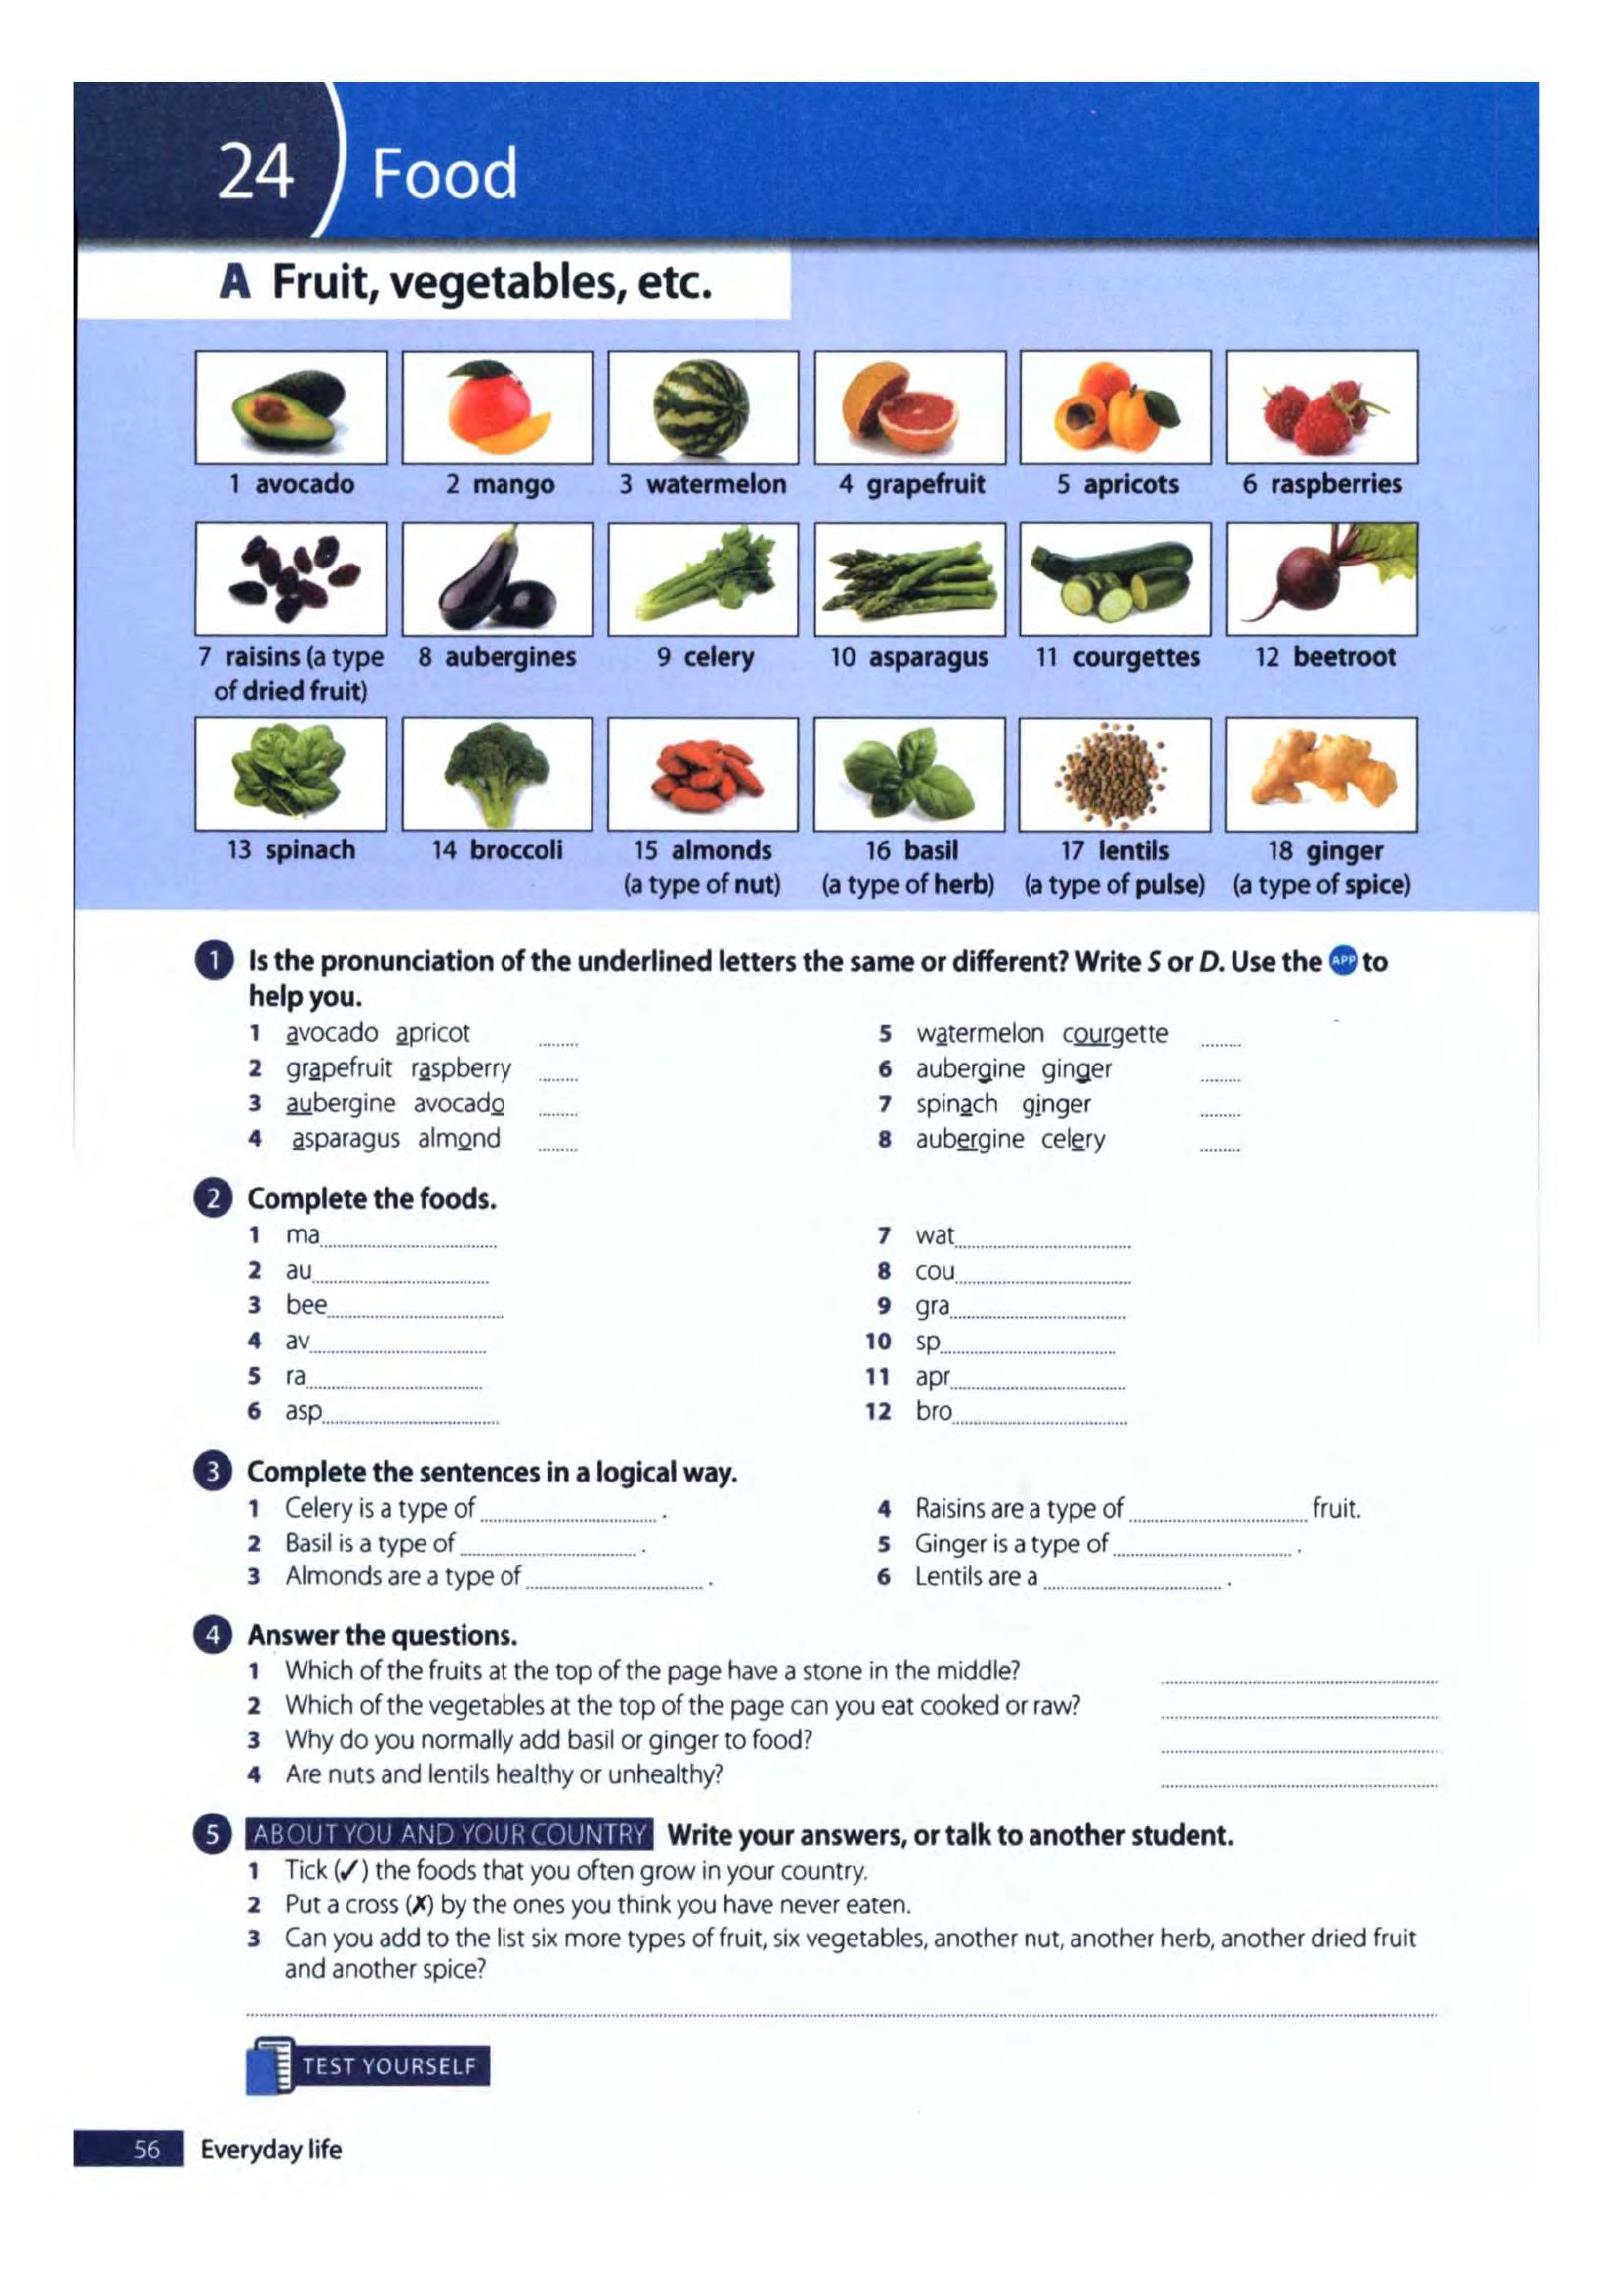 24 Food
A Fruit, vegetables, etc.
1 avocado 2 mango 3 watermelon 4 grapefruit 5 apricots 6 raspberries
7 raisins (a type of dried fruit) 8 aubergines 9 celery 10 asparagus 11 courgettes 12 beetroot
13 spinach 14 broccoli 15 almonds (a type of nut) 16 basil (a type of herb) 17 lentils (a type of pulse) 18 ginger (a type of spice)
1 Is the pronunciation of the underlined letters the same or different? Write S or D. Use the APP to
help you.
1 avocado apricot ........
2 grapefruit raspberry ........
3 aubergine avocado ........
4 asparagus almond ........
5 watermelon courgette ........
6 aubergine ginger ........
7 spinach ginger ........
8 aubergine celery ........
2 Complete the foods.
1 ma........
2 au........
3 bee........
4 av........
5 ra........
6 asp........
7 wat........
8 cou........
9 gra........
10 sp........
11 apr........
12 bro........
3 Complete the sentences in a logical way.
1 Celery is a type of ........ .
2 Basil is a type of ........ .
3 Almonds are a type of ........ .
4 Raisins are a type of ........ fruit.
5 Ginger is a type of ........ .
6 Lentils are a ........ .
4 Answer the questions.
1 Which of the fruits at the top of the page have a stone in the middle? ........
2 Which of the vegetables at the top of the page can you eat cooked or raw? ........
3 Why do you normally add basil or ginger to food? ........
4 Are nuts and lentils healthy or unhealthy? ........
5 ABOUT YOU AND YOUR COUNTRY Write your answers, or talk to another student.
1 Tick (✓) the foods that you often grow in your country.
2 Put a cross (✗) by the ones you think you have never eaten.
3 Can you add to the list six more types of fruit, six vegetables, another nut, another herb, another dried fruit
and another spice?
TEST YOURSELF
56 Everyday life